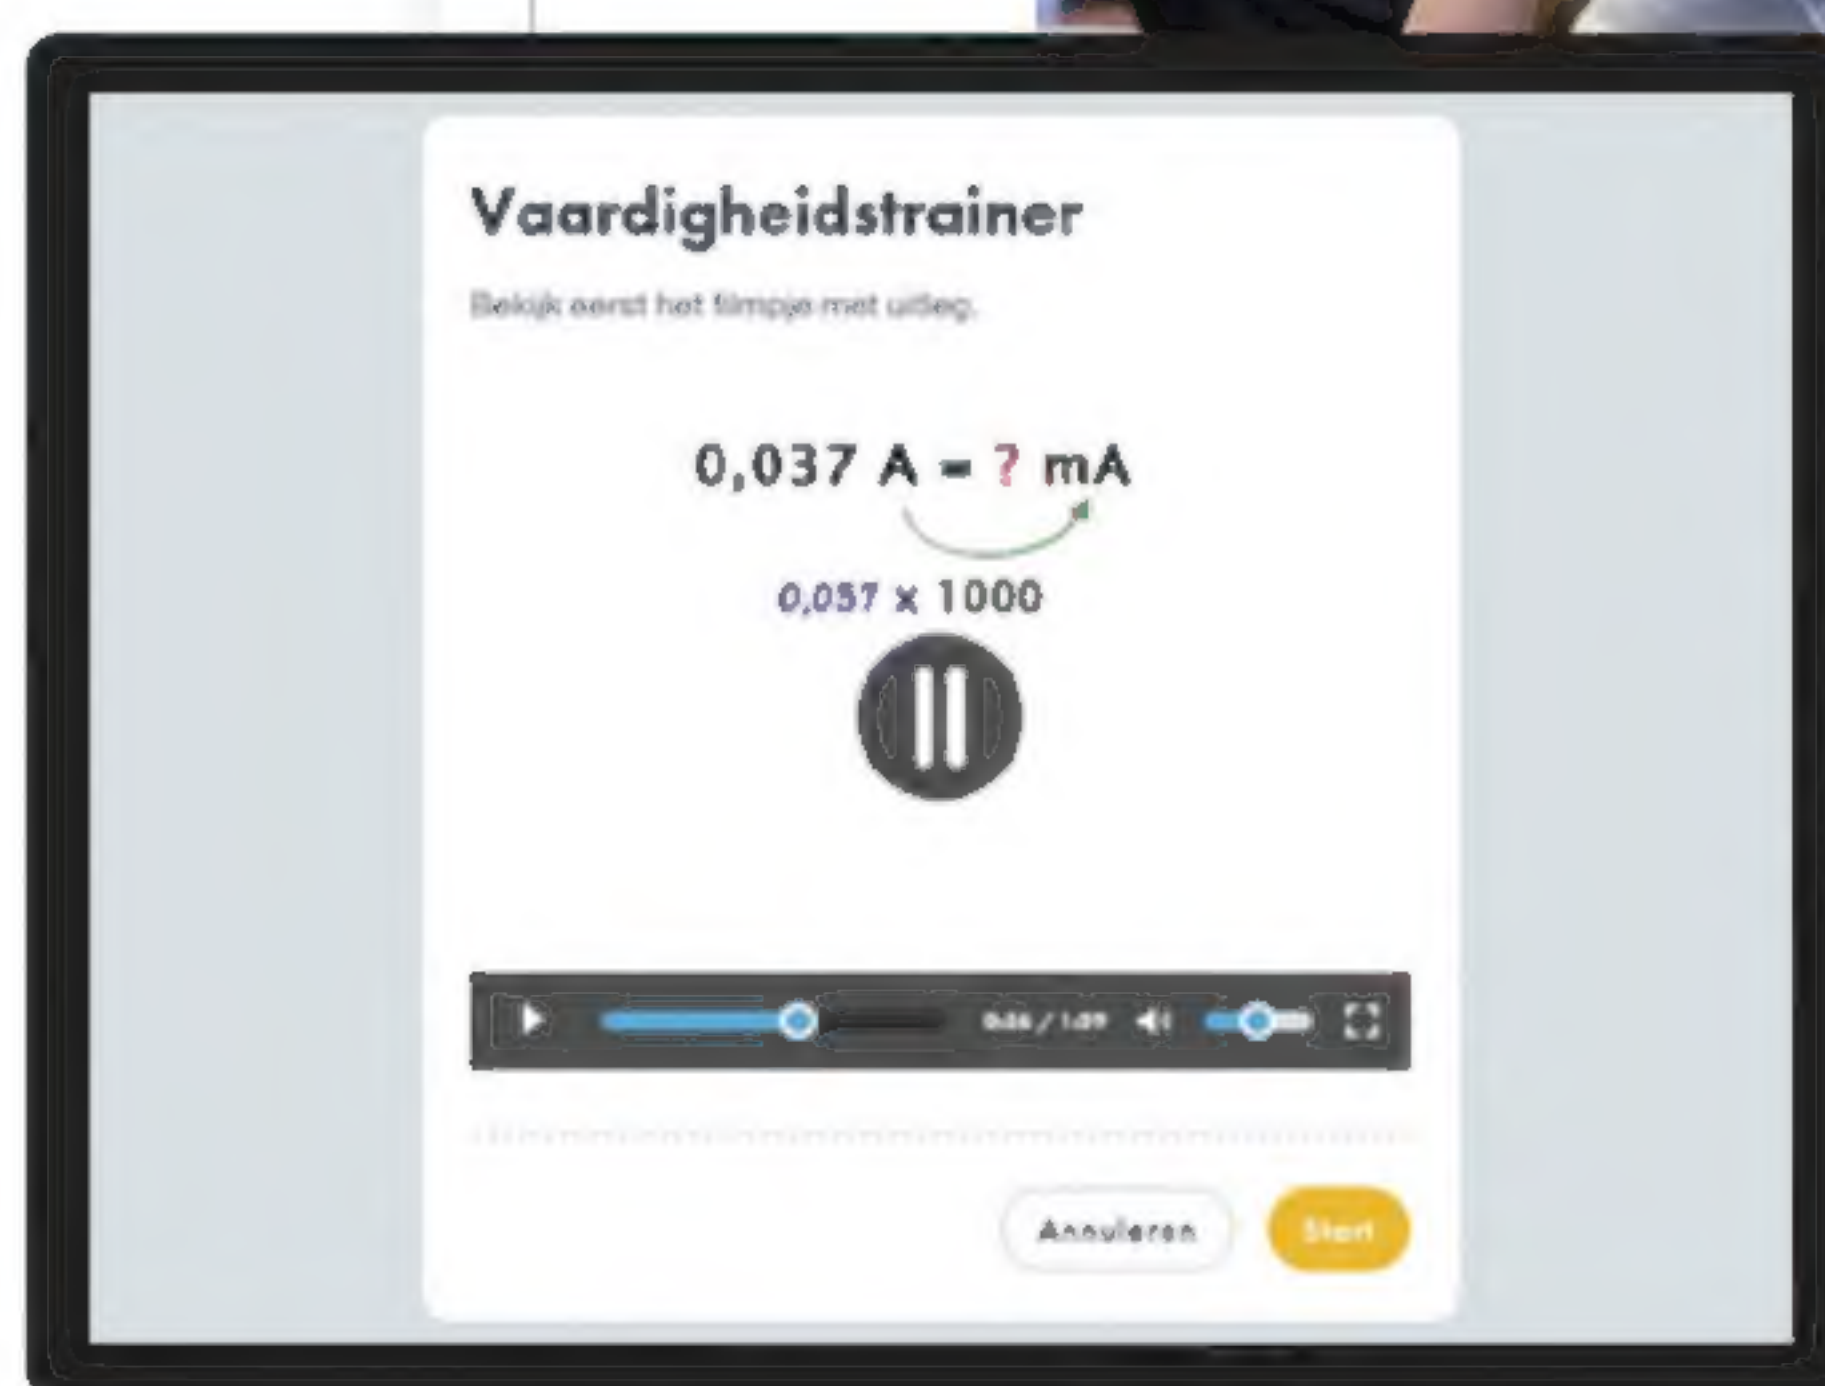 Vaardigheidstrainer
Bekijk eerst het filmpje met uitleg.
0,037 A = ? mA
0,037 x 1000
Annuleren
Start